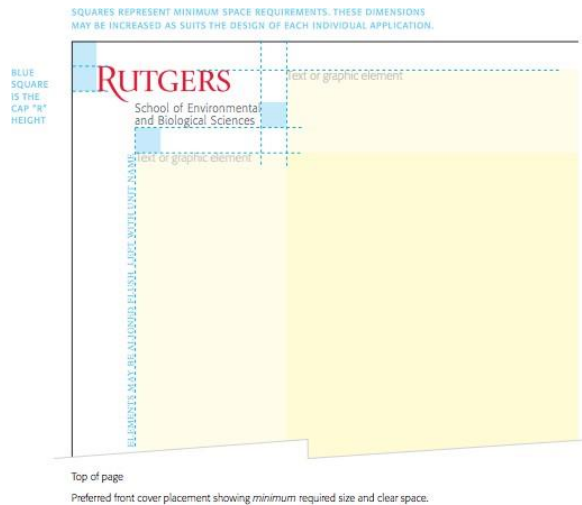 SQUARES REPRESENT MINIMUM SPACE REQUIREMENTS. THESE DIMENSIONS
MAY BE INCREASED AS SUITS THE DESIGN OF EACH INDIVIDUAL APPLICATION.
BLUE
SQUARE
IS THE
CAP "R"
HEIGHT
RUTGERS
Text or graphic element
School of Environmental
and Biological Sciences
Text or graphic element
ELEMENTS MAY BE ALIGNED FLUSH LEFT WITH UNIT NAME
Top of page
Preferred front cover placement showing minimum required size and clear space.